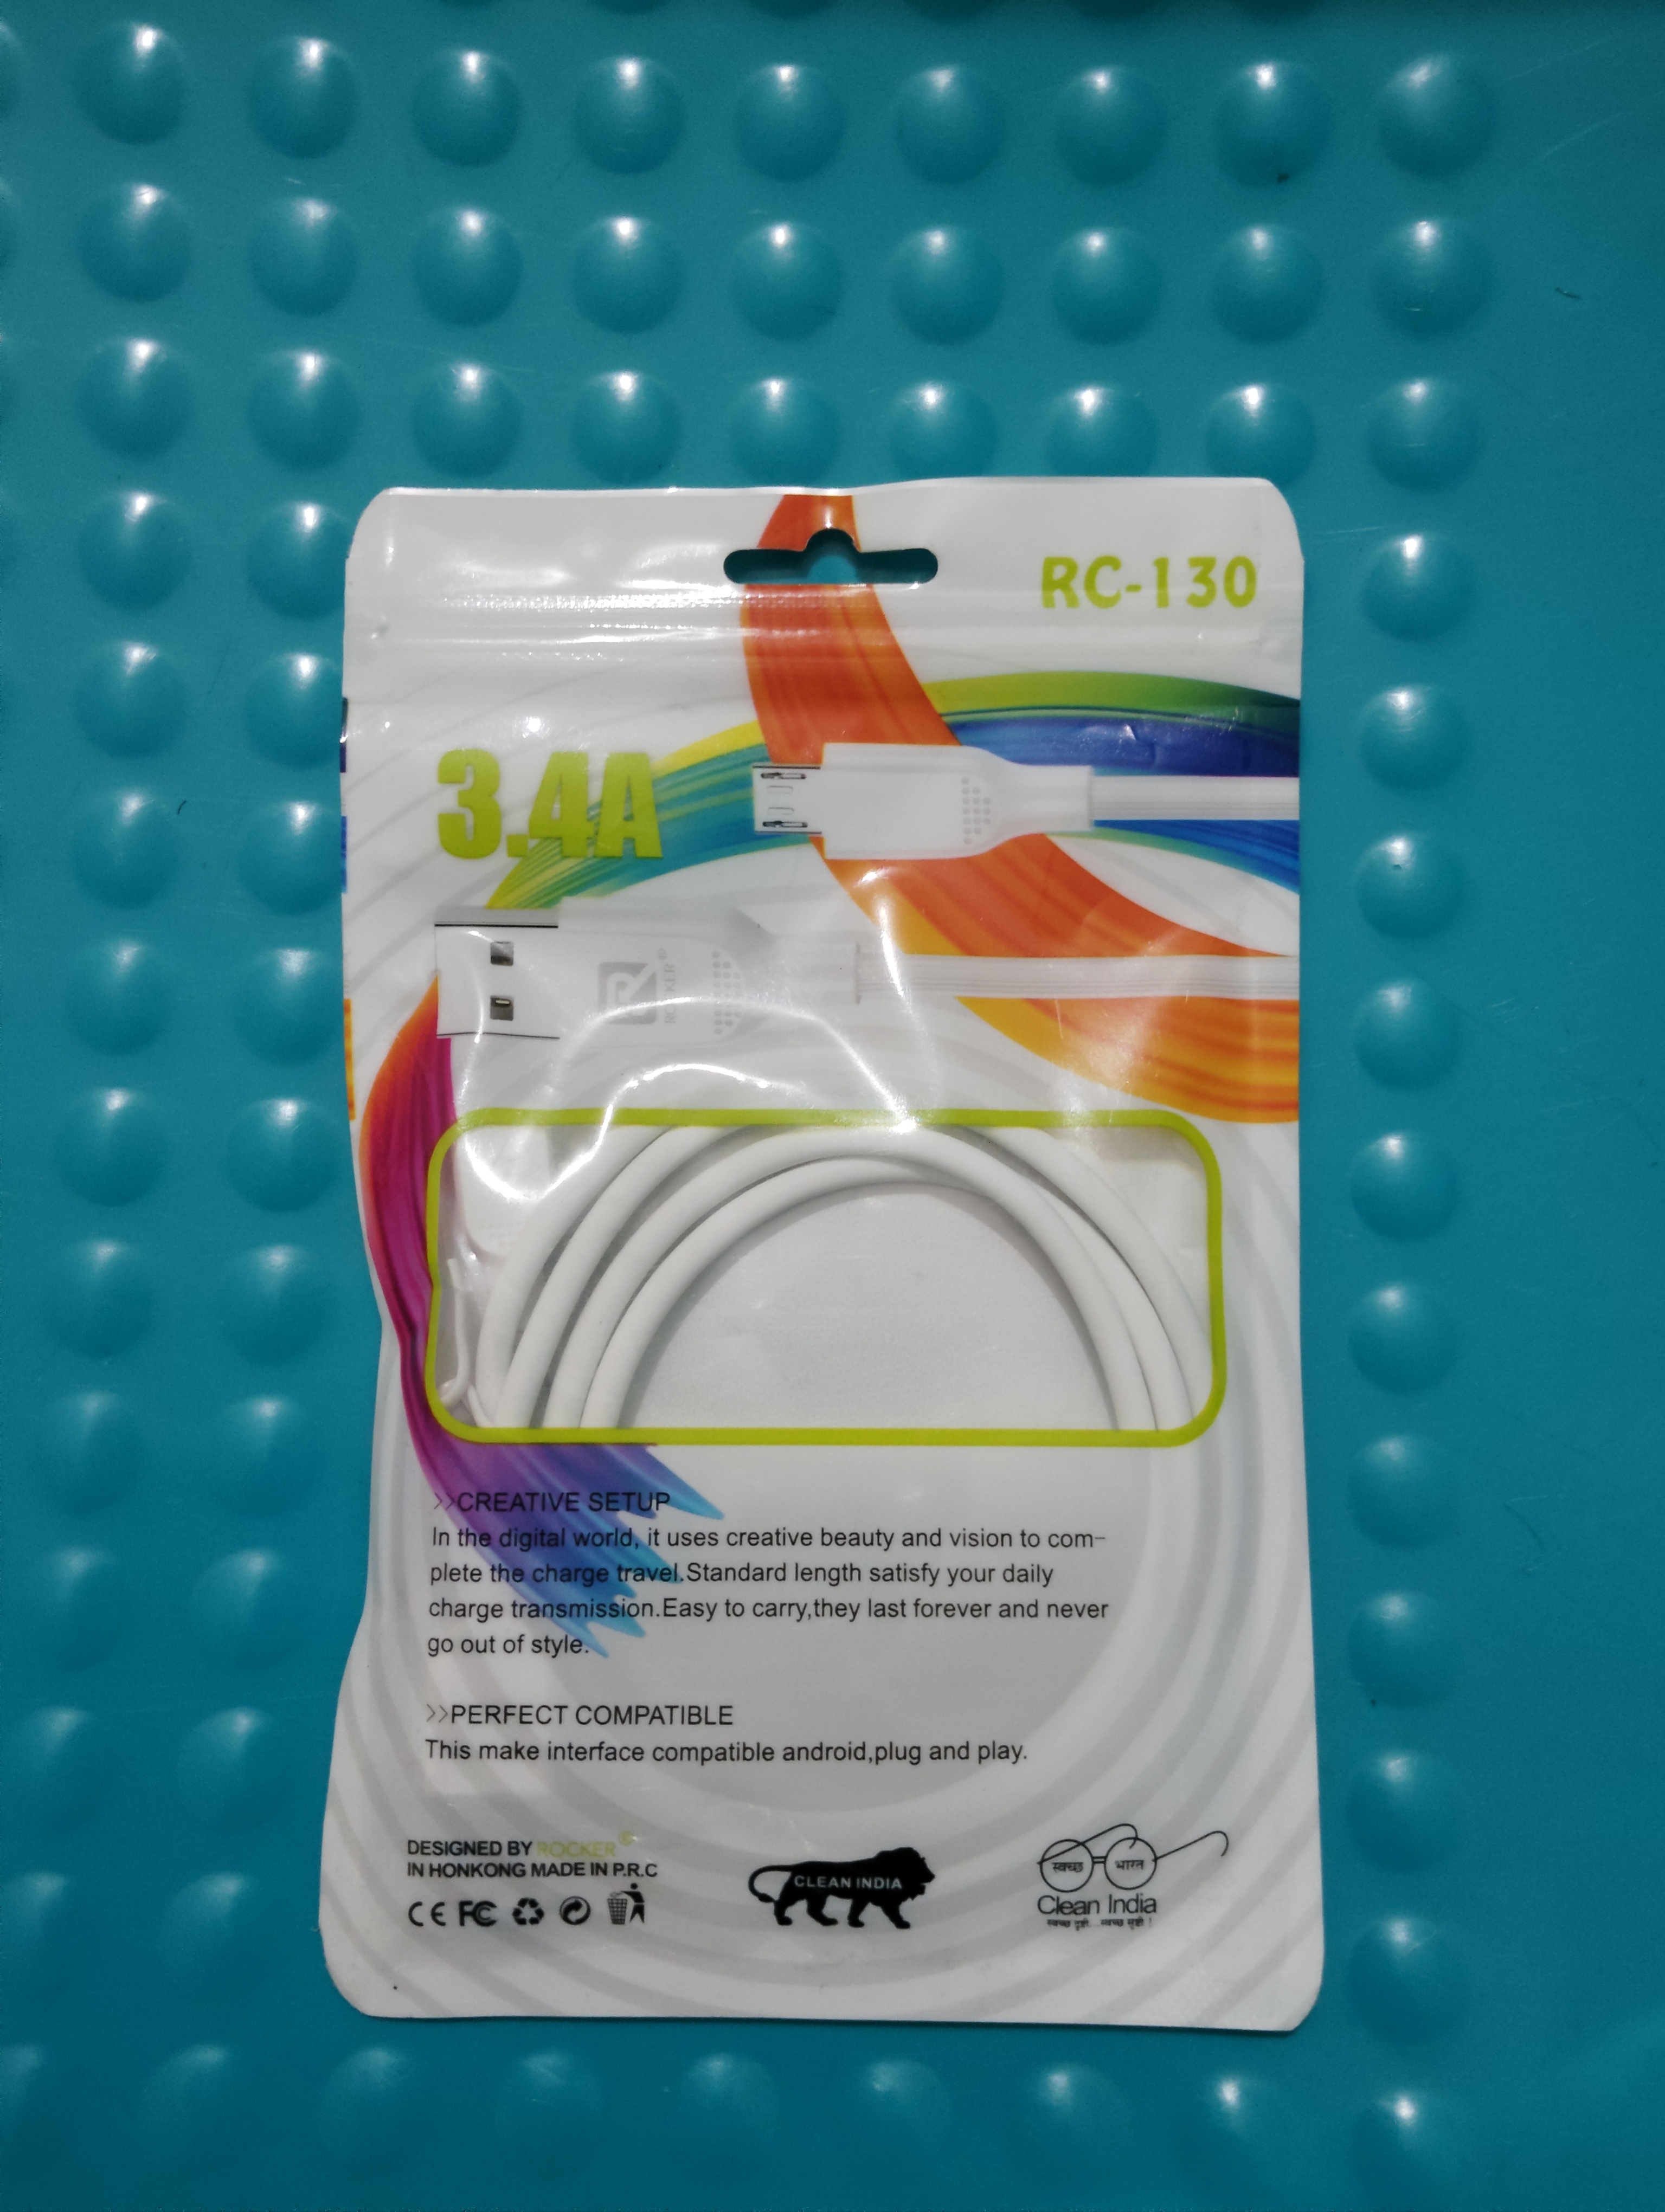 RC-130
3.4A
R ROCKER®
>>CREATIVE SETUP
In the digital world, it uses creative beauty and vision to com-
plete the charge travel.Standard length satisfy your daily
charge transmission.Easy to carry,they last forever and never
go out of style.
>>PERFECT COMPATIBLE
This make interface compatible android,plug and play.
DESIGNED BY ROCKER®
IN HONKONG MADE IN P.R.C
CE FC
CLEAN INDIA
स्वच्छ भारत
Clean India